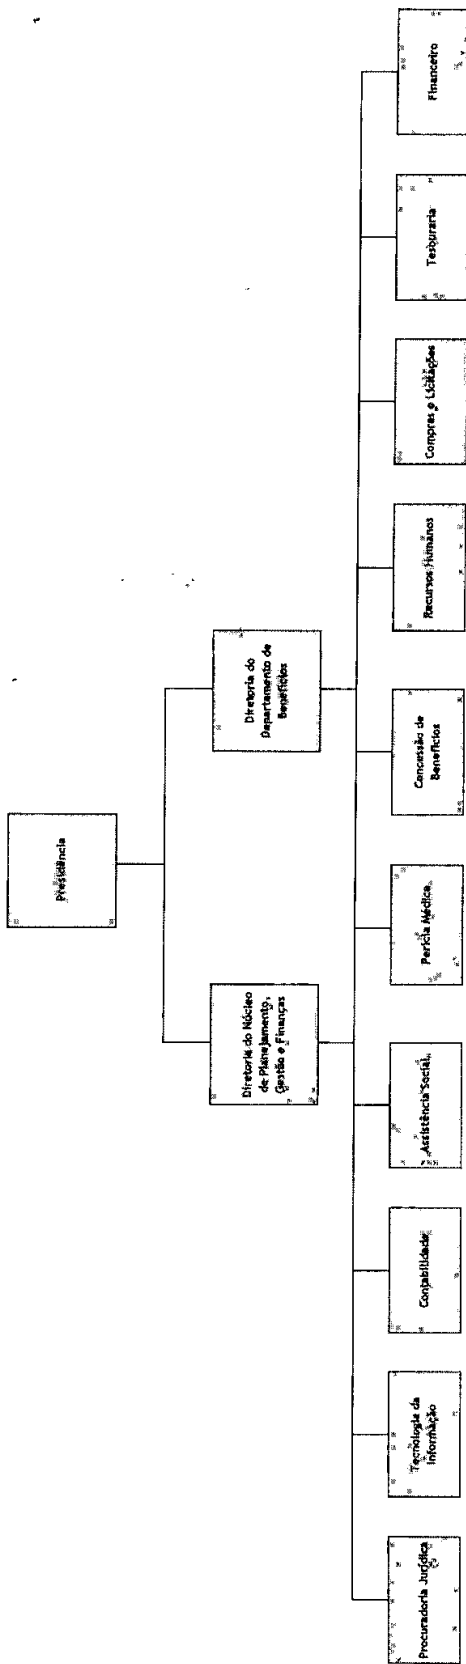 Presidência
Diretoria do Núcleo
de Planejamento,
Gestão e Finanças
Diretoria do
Departamento de
Benefícios
Procuradoria Jurídica
Tecnologia da
Informação
Contabilidade
Assistência Social
Perícia Médica
Concessão de
Benefícios
Recursos Humanos
Compras e Licitações
Tesouraria
Financeiro